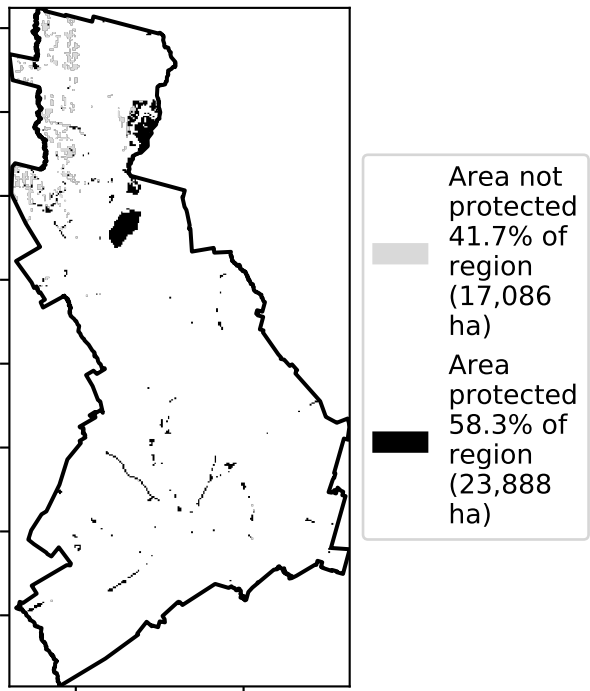 Area not
protected
41.7% of
region
(17,086
ha)
Area
protected
58.3% of
region
(23,888
ha)